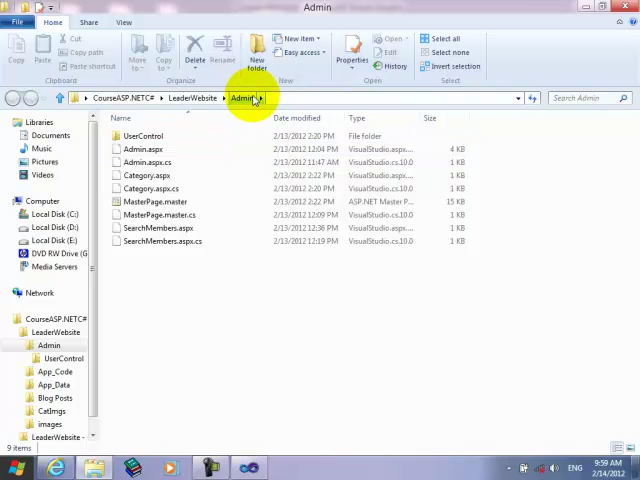 Admin
File Home Share View
Copy Paste Cut Copy path Paste shortcut Move to Copy to Delete Rename New folder New item Easy access Properties Open Edit History Select all Select none Invert selection
Clipboard Organize New Open Select
CourseASP.NETC# LeaderWebsite Admin Search Admin
Libraries
Documents
Music
Pictures
Videos
Computer
Local Disk (C:)
Local Disk (D:)
Local Disk (E:)
DVD RW Drive (G
Media Servers
Network
CourseASP.NETC#
LeaderWebsite
Admin
UserControl
App_Code
App_Data
Blog Posts
CatImgs
images
LeaderWebsite -
Name Date modified Type Size
UserControl 2/13/2012 2:20 PM File folder
Admin.aspx 2/13/2012 12:04 PM VisualStudio.aspx.... 4 KB
Admin.aspx.cs 2/13/2012 11:47 AM VisualStudio.cs.10.0 1 KB
Category.aspx 2/13/2012 2:22 PM VisualStudio.aspx.... 1 KB
Category.aspx.cs 2/13/2012 2:20 PM VisualStudio.cs.10.0 1 KB
MasterPage.master 2/13/2012 2:22 PM ASP.NET Master P... 15 KB
MasterPage.master.cs 2/13/2012 12:09 PM VisualStudio.cs.10.0 1 KB
SearchMembers.aspx 2/13/2012 12:36 PM VisualStudio.aspx.... 1 KB
SearchMembers.aspx.cs 2/13/2012 12:19 PM VisualStudio.cs.10.0 1 KB
9 items
ENG 9:59 AM
2/14/2012